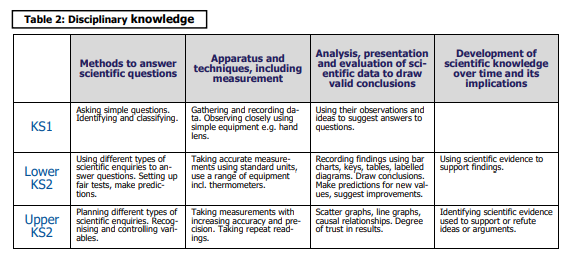 Table 2: Disciplinary knowledge
Methods to answer
scientific questions
Apparatus and
techniques, including
measurement
Analysis, presentation
and evaluation of sci-
entific data to draw
valid conclusions
Development of
scientific knowledge
over time and its
implications
KS1
Asking simple questions.
Identifying and classifying.
Gathering and recording da-
ta. Observing closely using
simple equipment e.g. hand
lens.
Using their observations and
ideas to suggest answers to
questions.
Lower
KS2
Using different types of
scientific enquiries to an-
swer questions. Setting up
fair tests, make predic-
tions.
Taking accurate measure-
ments using standard units,
use a range of equipment
incl. thermometers.
Recording findings using bar
charts, keys, tables, labelled
diagrams. Draw conclusions.
Make predictions for new val-
ues, suggest improvements.
Using scientific evidence to
support findings.
Upper
KS2
Planning different types of
scientific enquiries. Recog-
nising and controlling vari-
ables.
Taking measurements with
increasing accuracy and pre-
cision. Taking repeat read-
ings.
Scatter graphs, line graphs,
causal relationships. Degree
of trust in results.
Identifying scientific evidence
used to support or refute
ideas or arguments.